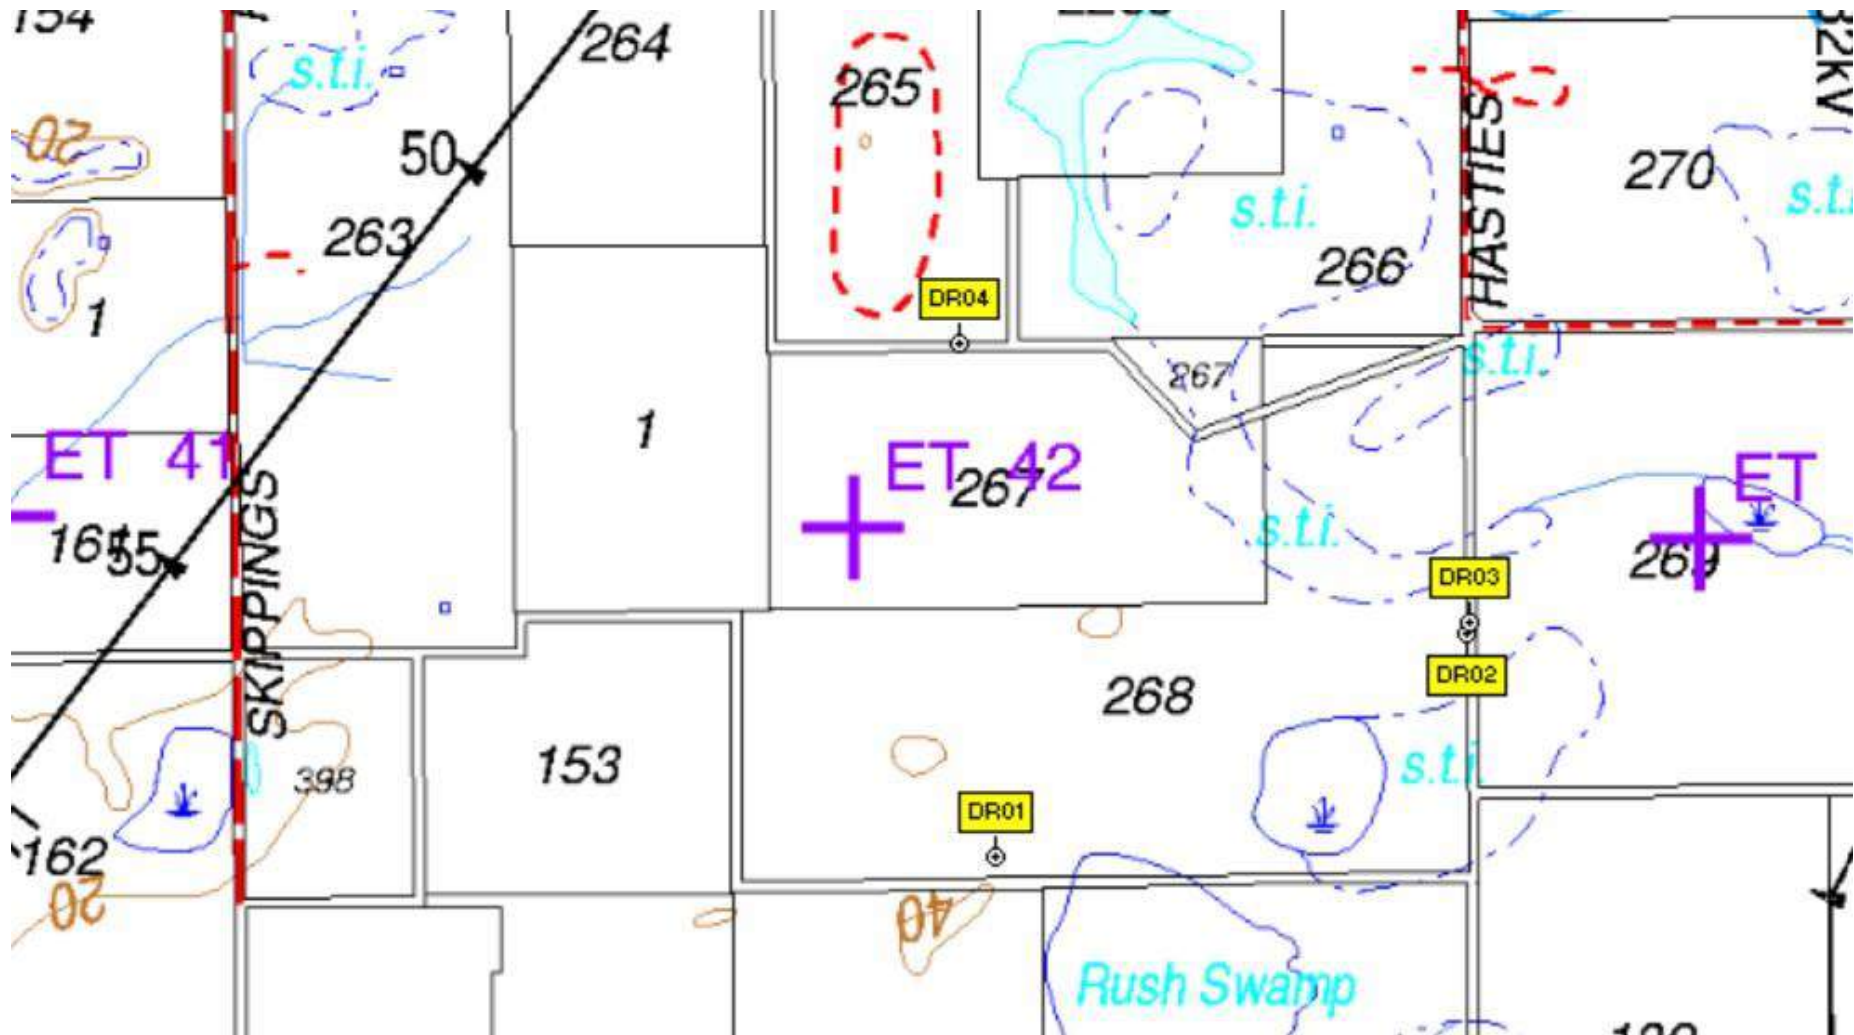 154
264
s.t.i.
265
32kV
20
50
HASTIES
270
s.t.i.
s.t.i.
263
266
1
DR04
s.t.i.
267
1
ET 41
ET 42
267
ET
SKIPPINGS
161
55
s.t.i.
269
DR03
DR02
268
153
398
s.t.i.
DR01
162
20
40
Rush Swamp